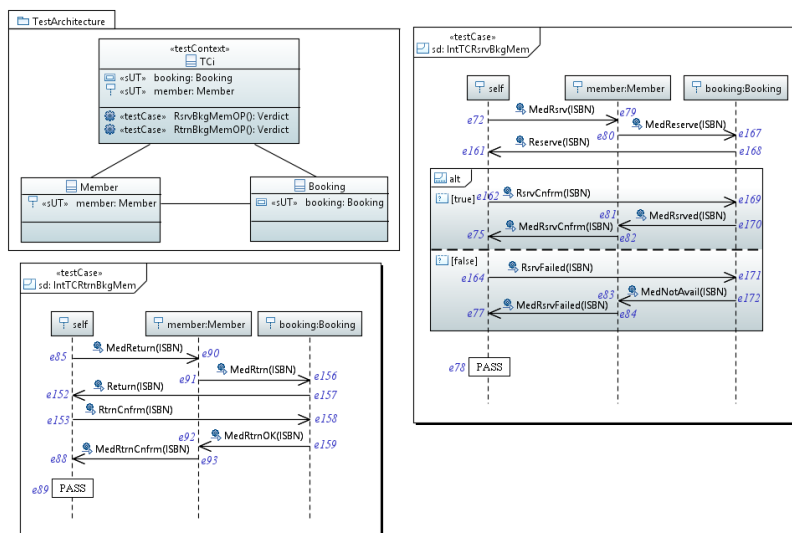 TestArchitecture
«testContext»
TCi
«sUT» booking: Booking
«sUT» member: Member
«testCase» RsrvBkgMemOP(): Verdict
«testCase» RtrnBkgMemOP(): Verdict
Member
«sUT» member: Member
Booking
«sUT» booking: Booking
«testCase»
sd: IntTCRtrnBkgMem
self
member:Member
booking:Booking
MedReturn(ISBN)
e85
e90
MedRtrn(ISBN)
e91
e156
Return(ISBN)
e152
e157
RtrnCnfrm(ISBN)
e153
e158
MedRtrnOK(ISBN)
e92
e159
MedRtrnCnfrm(ISBN)
e88
e93
e89
PASS
«testCase»
sd: IntTCRsrvBkgMem
self
member:Member
booking:Booking
MedRsrv(ISBN)
e72
e79
MedReserve(ISBN)
e80
e167
Reserve(ISBN)
e161
e168
alt
[true]
e162
RsrvCnfrm(ISBN)
e169
MedRsrved(ISBN)
e81
e170
MedRsrvCnfrm(ISBN)
e75
e82
[false]
RsrvFailed(ISBN)
e164
e171
MedNotAvail(ISBN)
e83
e172
MedRsrvFailed(ISBN)
e77
e84
e78
PASS